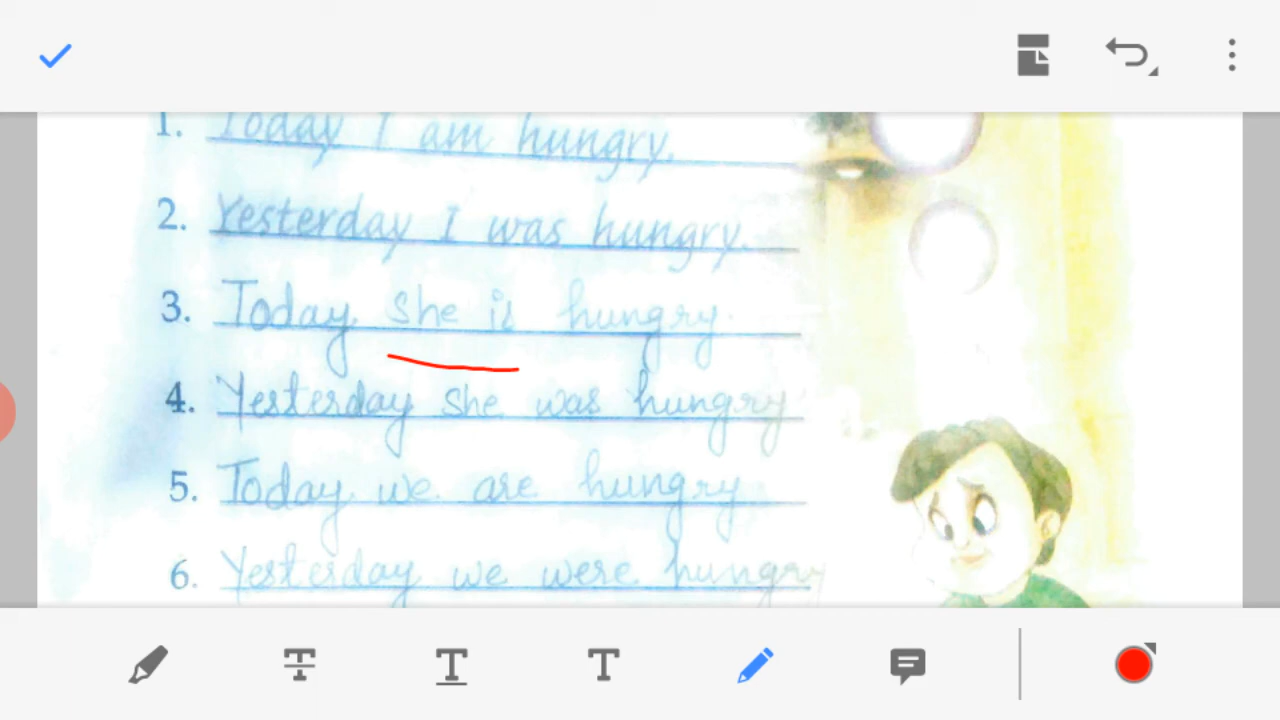 1. Today I am hungry.
2. Yesterday I was hungry.
3. Today she is hungry.
4. Yesterday she was hungry
5. Today we are hungry
6. Yesterday we were hungry